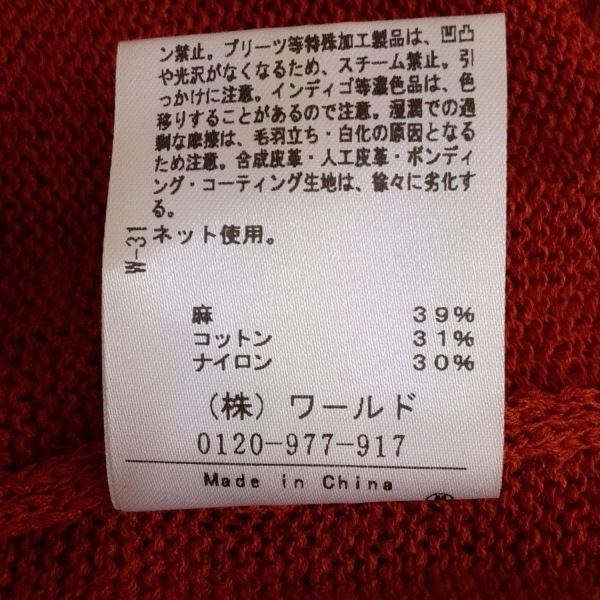 ン禁止。プリーツ等特殊加工製品は、凹凸
や光沢がなくなるため、スチーム禁止。引
っかけに注意。インディゴ等濃色品は、色
移りすることがあるので注意。湿潤での過
剰な摩擦は、毛羽立ち・白化の原因となる
ため注意。合成皮革・人工皮革・ボンディ
ング・コーティング生地は、徐々に劣化す
る。
ネット使用。
W-31
麻 39%
コットン 31%
ナイロン 30%
（株）ワールド
0120-977-917
Made in China